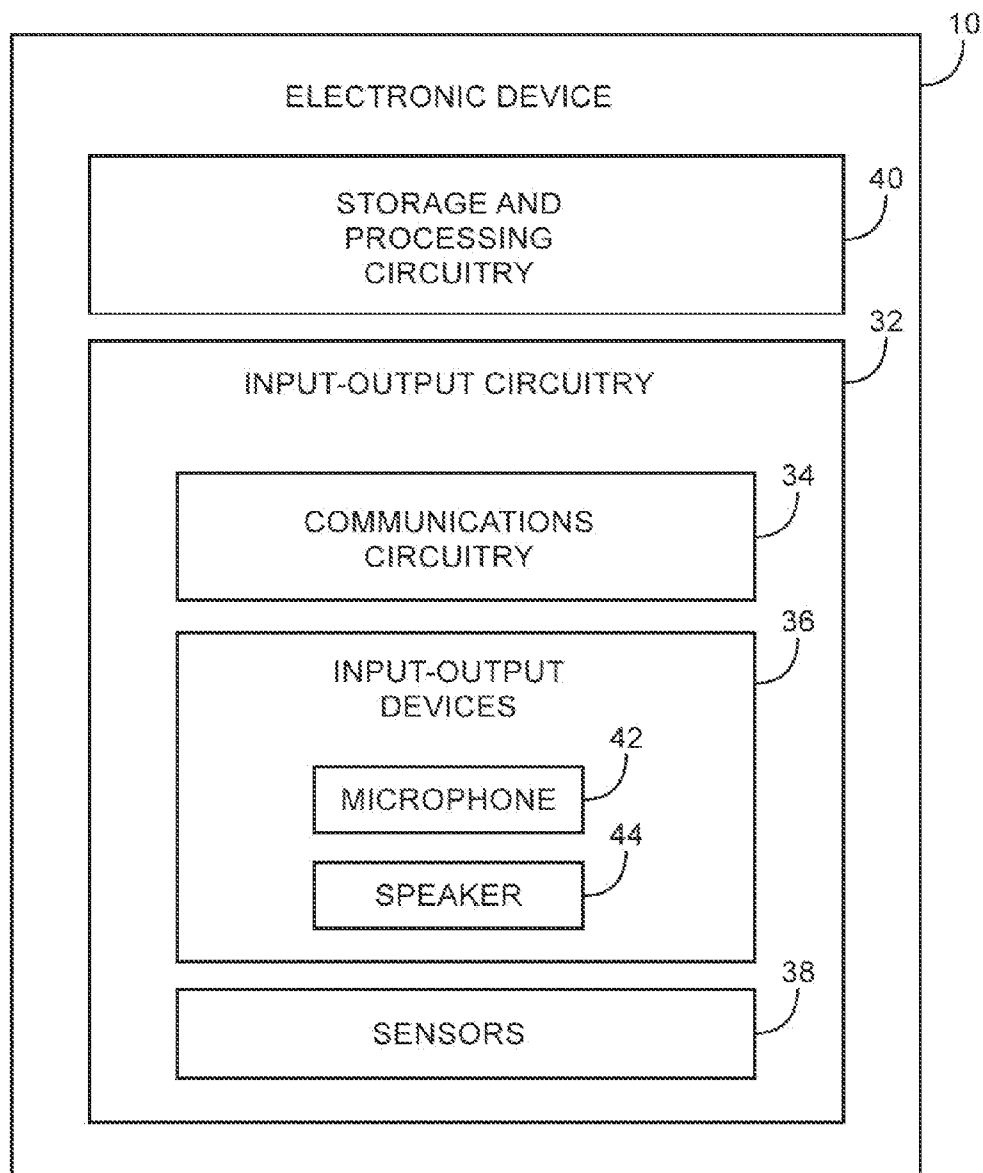 10
ELECTRONIC DEVICE
40
STORAGE AND
PROCESSING
CIRCUITRY
32
INPUT-OUTPUT CIRCUITRY
34
COMMUNICATIONS
CIRCUITRY
36
INPUT-OUTPUT
DEVICES
42
MICROPHONE
44
SPEAKER
38
SENSORS